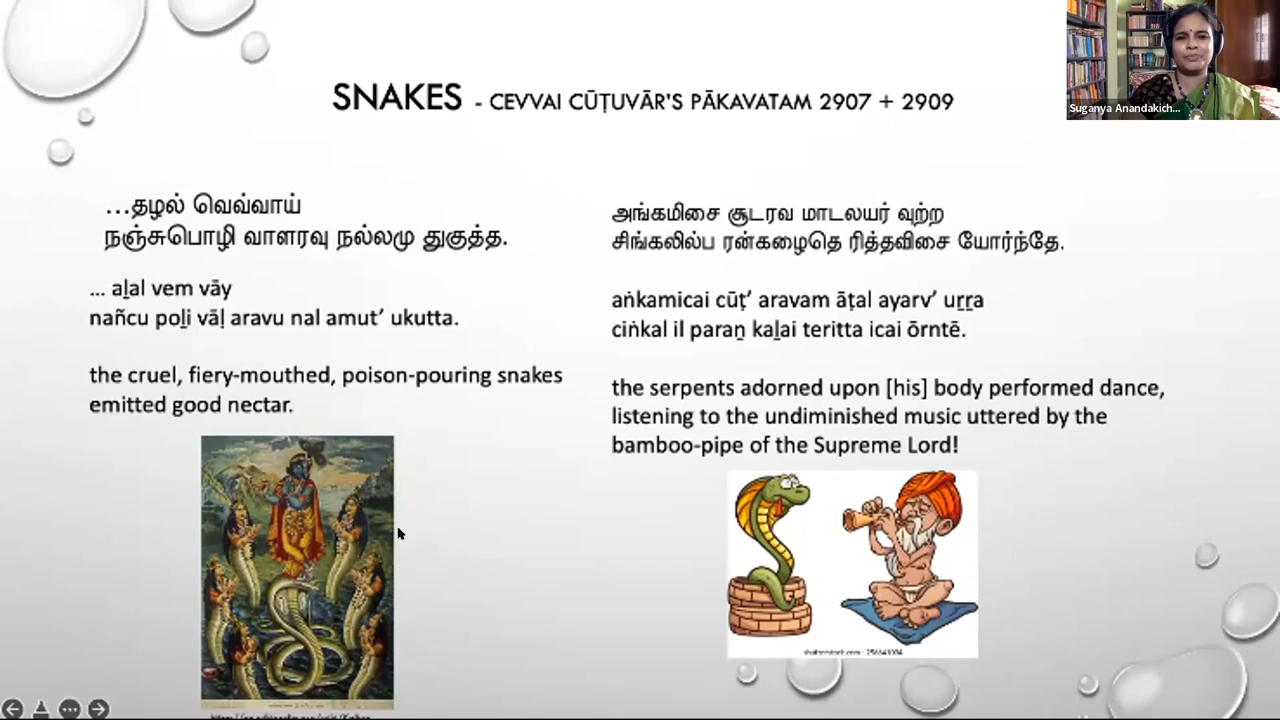 SNAKES - CEVVAI CŪṬUVĀR'S PĀKAVATAM 2907 + 2909
Suganya Anandakich...
...தழல் வெவ்வாய்
நஞ்சுபொழி வாளரவு நல்லமு துகுத்த.
... aḻal vem vāy
nañcu poḻi vāḷ aravu nal amut' ukutta.
the cruel, fiery-mouthed, poison-pouring snakes
emitted good nectar.
அங்கமிசை சூடரவ மாடலயர் வுற்ற
சிங்கலில்ப ரன்கழைதெ ரித்தவிசை யோர்ந்தே.
aṅkamicai cūṭ' aravam āṭal ayarv' uṟṟa
ciṅkal il paraṉ kaḻai teritta icai ōrntē.
the serpents adorned upon [his] body performed dance,
listening to the undiminished music uttered by the
bamboo-pipe of the Supreme Lord!